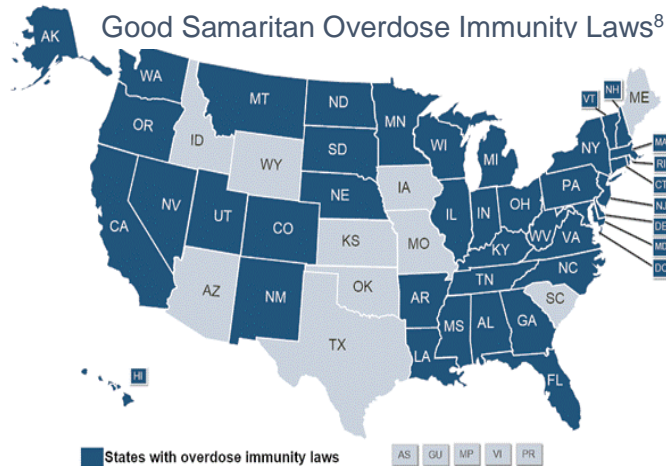 Good Samaritan Overdose Immunity Laws8
AK
WA
MT
ND
MN
VT
NH
ME
OR
ID
WY
SD
WI
MI
NY
MA
RI
CT
NV
UT
CO
NE
IA
IL
IN
OH
PA
NJ
DE
MD
DC
CA
KS
MO
KY
WV
VA
AZ
NM
OK
AR
TN
NC
SC
TX
LA
MS
AL
GA
FL
HI
States with overdose immunity laws
AS GU MP VI PR